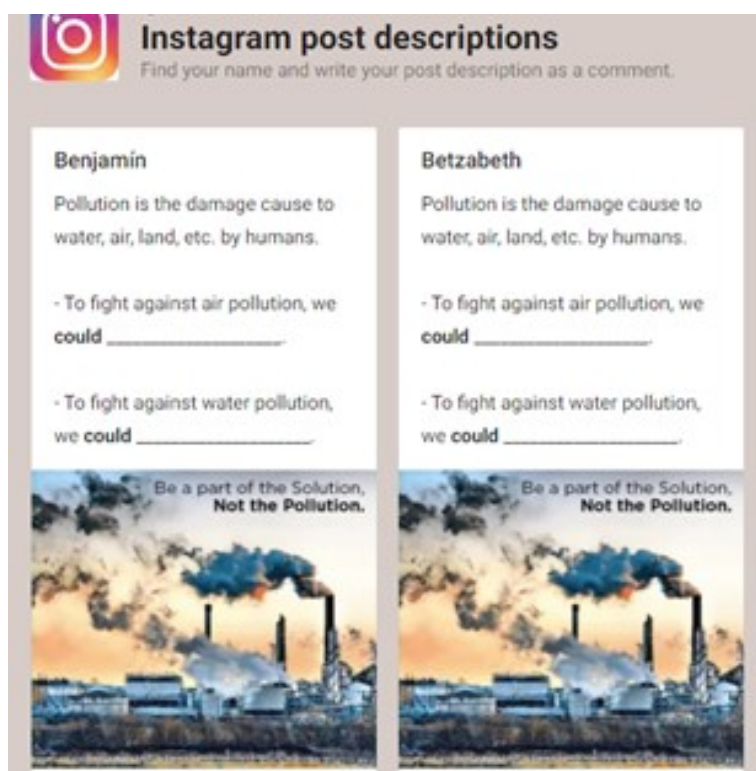 Instagram post descriptions
Find your name and write your post description as a comment.
Benjamín
Pollution is the damage cause to
water, air, land, etc. by humans.
- To fight against air pollution, we
could ____________________.
- To fight against water pollution,
we could ____________________.
Be a part of the Solution,
Not the Pollution.
Betzabeth
Pollution is the damage cause to
water, air, land, etc. by humans.
- To fight against air pollution, we
could ____________________.
- To fight against water pollution,
we could ____________________.
Be a part of the Solution,
Not the Pollution.